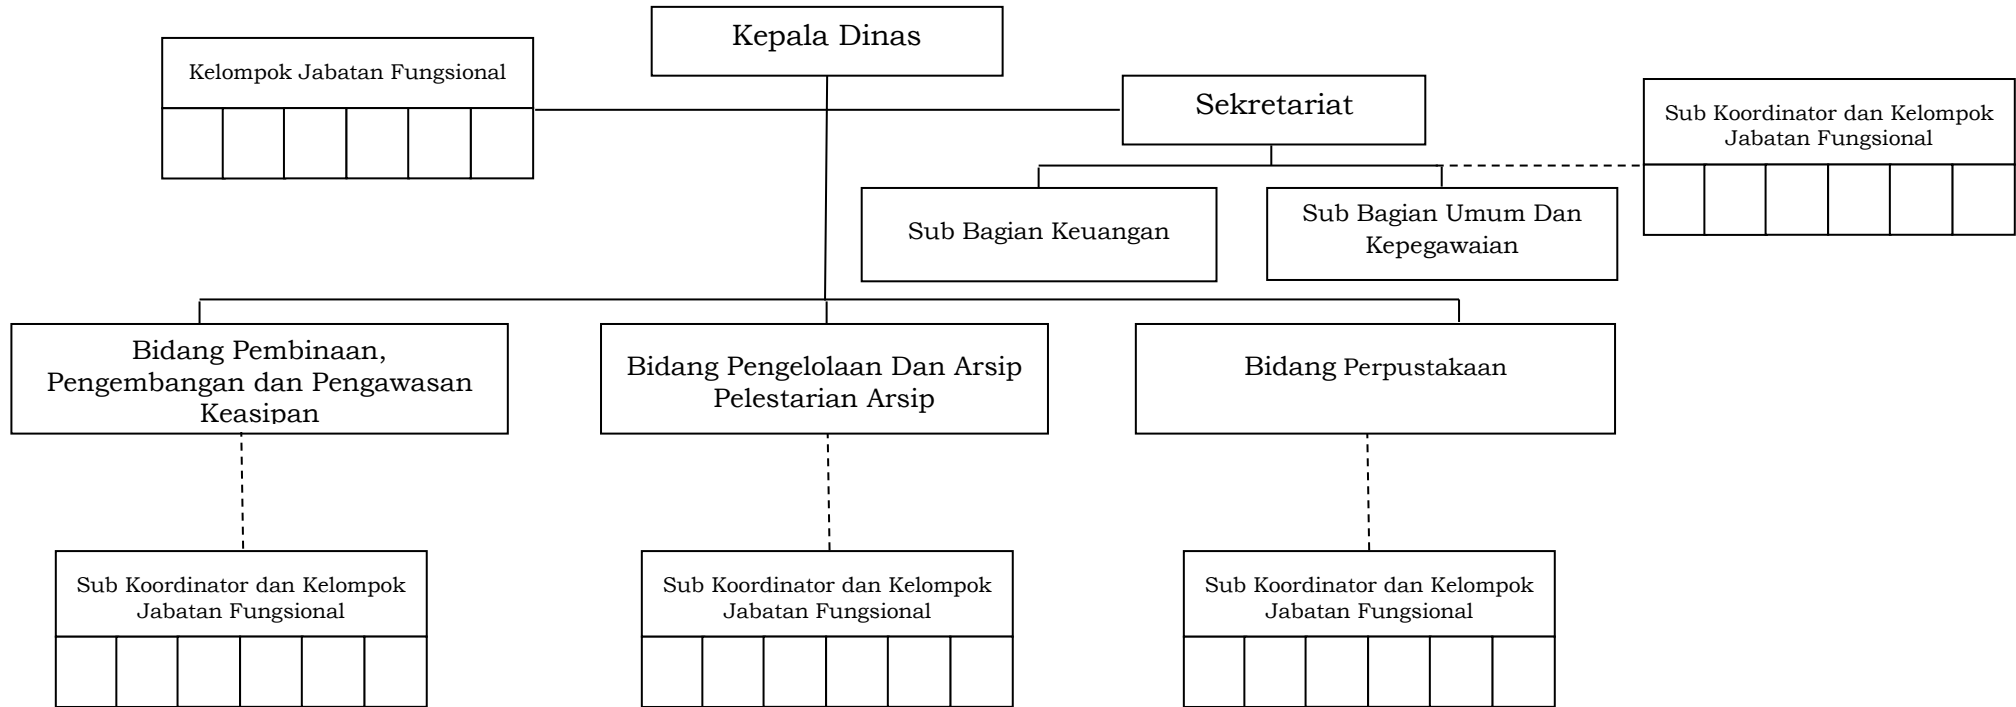 Kepala Dinas
Kelompok Jabatan Fungsional
Sekretariat
Sub Koordinator dan Kelompok
Jabatan Fungsional
Sub Bagian Keuangan
Sub Bagian Umum Dan
Kepegawaian
Bidang Pembinaan,
Pengembangan dan Pengawasan
Keasipan
Bidang Pengelolaan Dan Arsip
Pelestarian Arsip
Bidang Perpustakaan
Sub Koordinator dan Kelompok
Jabatan Fungsional
Sub Koordinator dan Kelompok
Jabatan Fungsional
Sub Koordinator dan Kelompok
Jabatan Fungsional